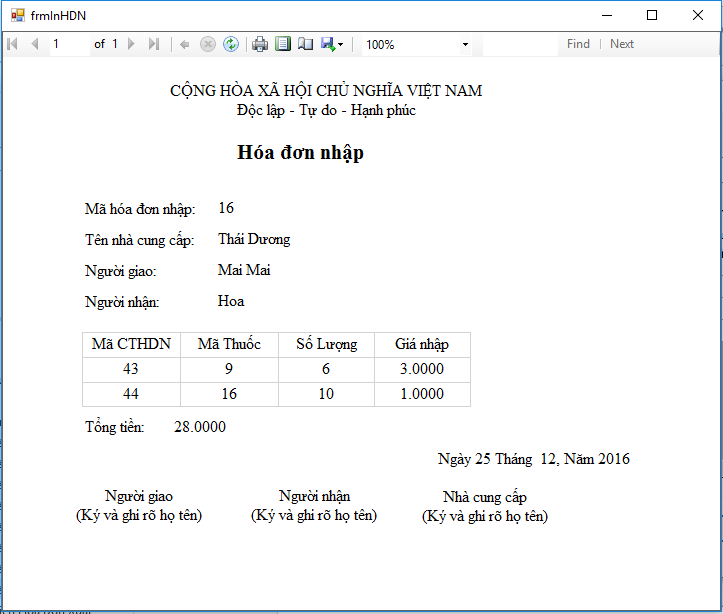 frmInHDN
1 of 1 100% Find | Next
CỘNG HÒA XÃ HỘI CHỦ NGHĨA VIỆT NAM
Độc lập - Tự do - Hạnh phúc
Hóa đơn nhập
Mã hóa đơn nhập: 16
Tên nhà cung cấp: Thái Dương
Người giao: Mai Mai
Người nhận: Hoa
Mã CTHDN Mã Thuốc Số Lượng Giá nhập
43 9 6 3.0000
44 16 10 1.0000
Tổng tiền: 28.0000
Ngày 25 Tháng 12, Năm 2016
Người giao Người nhận Nhà cung cấp
(Ký và ghi rõ họ tên) (Ký và ghi rõ họ tên) (Ký và ghi rõ họ tên)